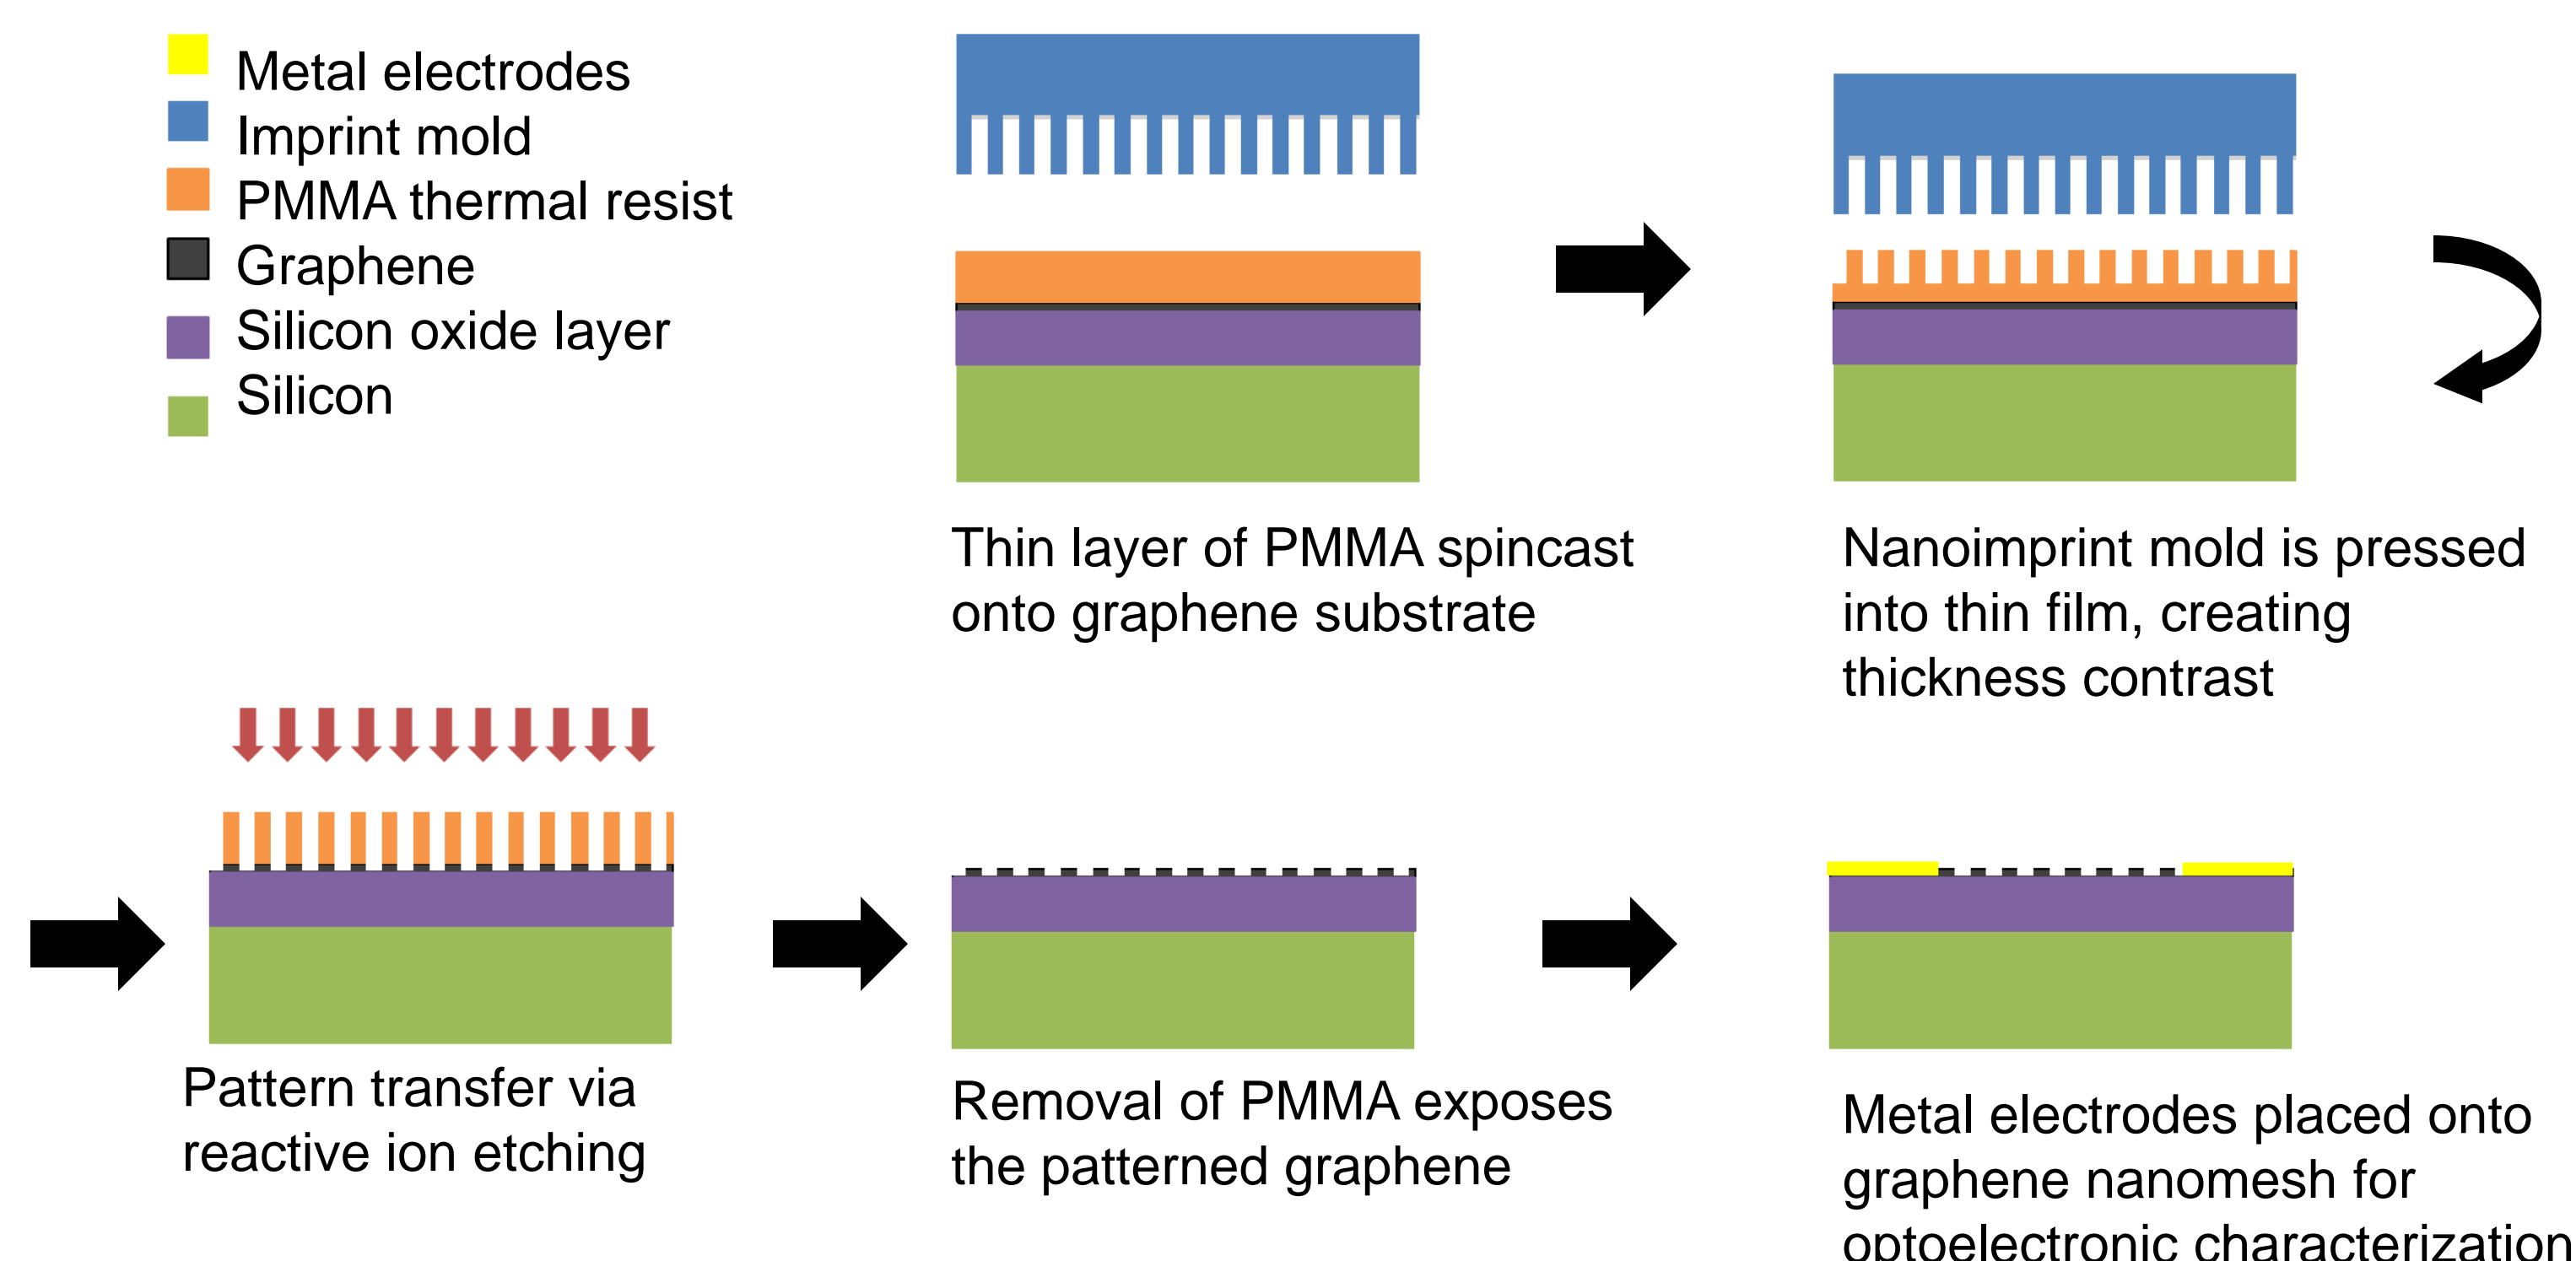 Metal electrodes
Imprint mold
PMMA thermal resist
Graphene
Silicon oxide layer
Silicon
Thin layer of PMMA spincast
onto graphene substrate
Nanoimprint mold is pressed
into thin film, creating
thickness contrast
Pattern transfer via
reactive ion etching
Removal of PMMA exposes
the patterned graphene
Metal electrodes placed onto
graphene nanomesh for
optoelectronic characterization